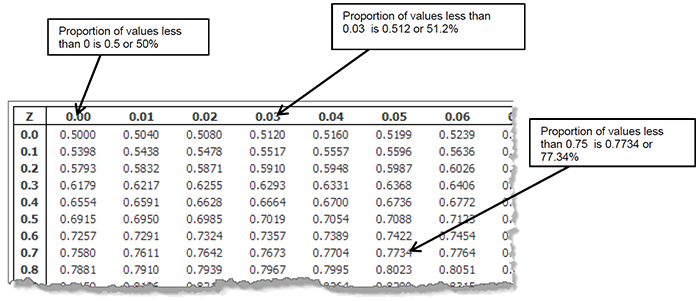 Proportion of values less
than 0 is 0.5 or 50%
Proportion of values less than
0.03 is 0.512 or 51.2%
Z 0.00 0.01 0.02 0.03 0.04 0.05 0.06
0.0 0.5000 0.5040 0.5080 0.5120 0.5160 0.5199 0.5239
0.1 0.5398 0.5438 0.5478 0.5517 0.5557 0.5596 0.5636
0.2 0.5793 0.5832 0.5871 0.5910 0.5948 0.5987 0.6026
0.3 0.6179 0.6217 0.6255 0.6293 0.6331 0.6368 0.6406
0.4 0.6554 0.6591 0.6628 0.6664 0.6700 0.6736 0.6772
0.5 0.6915 0.6950 0.6985 0.7019 0.7054 0.7088 0.7123
0.6 0.7257 0.7291 0.7324 0.7357 0.7389 0.7422 0.7454
0.7 0.7580 0.7611 0.7642 0.7673 0.7704 0.7734 0.7764
0.8 0.7881 0.7910 0.7939 0.7967 0.7995 0.8023 0.8051
Proportion of values less
than 0.75 is 0.7734 or
77.34%